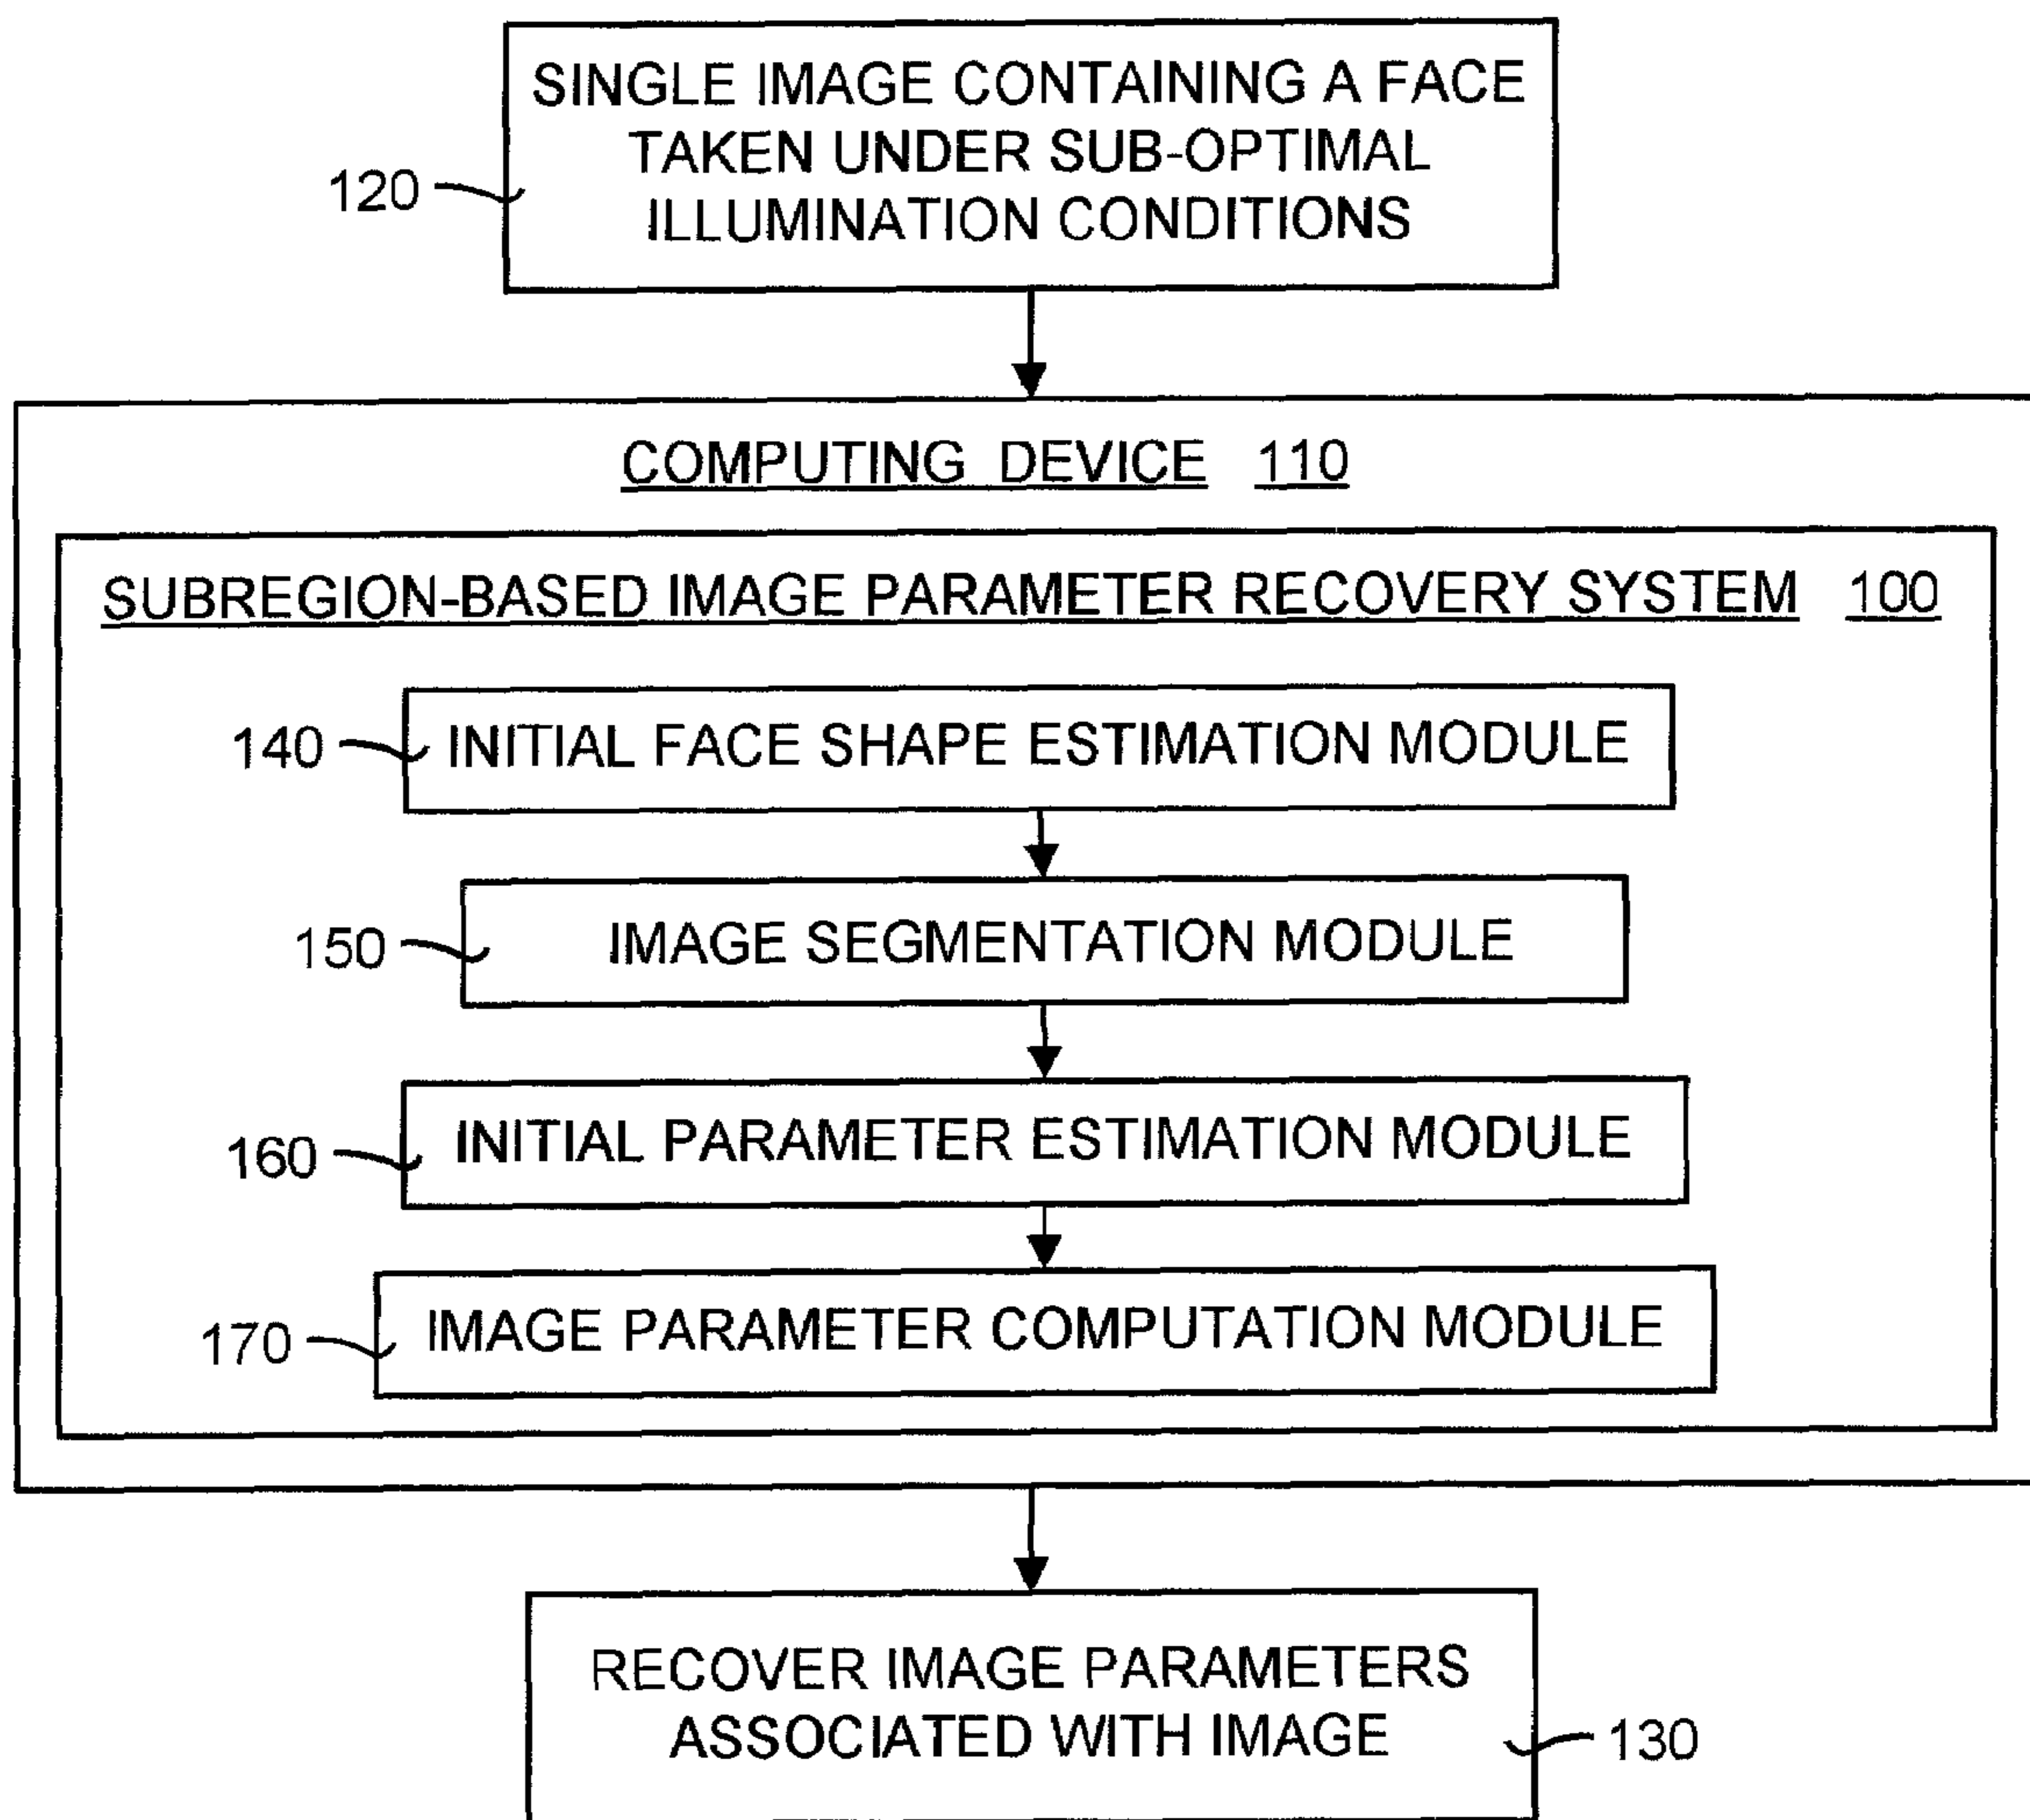 SINGLE IMAGE CONTAINING A FACE
TAKEN UNDER SUB-OPTIMAL
ILLUMINATION CONDITIONS
120
COMPUTING DEVICE 110
SUBREGION-BASED IMAGE PARAMETER RECOVERY SYSTEM 100
140 INITIAL FACE SHAPE ESTIMATION MODULE
150 IMAGE SEGMENTATION MODULE
160 INITIAL PARAMETER ESTIMATION MODULE
170 IMAGE PARAMETER COMPUTATION MODULE
RECOVER IMAGE PARAMETERS
ASSOCIATED WITH IMAGE
130